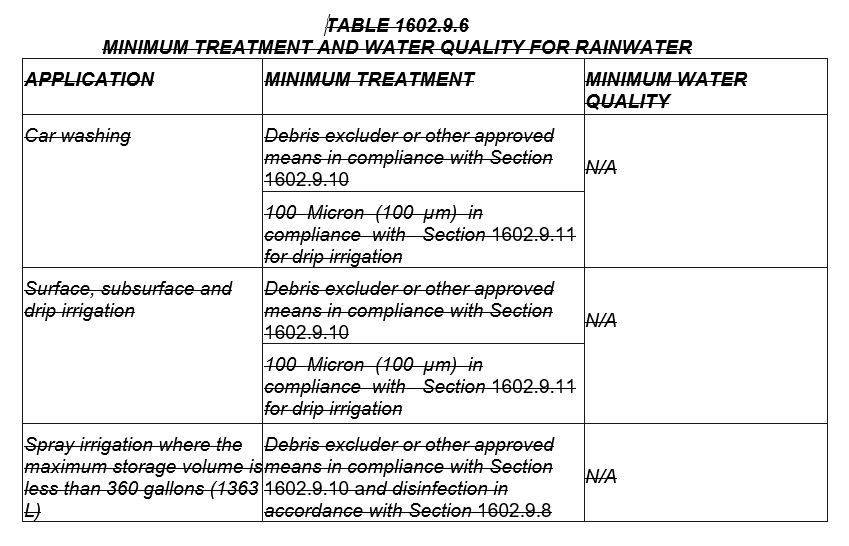 TABLE 1602.9.6
MINIMUM TREATMENT AND WATER QUALITY FOR RAINWATER
APPLICATION
MINIMUM TREATMENT
MINIMUM WATER
QUALITY
Car washing
Debris excluder or other approved
means in compliance with Section
1602.9.10
N/A
100 Micron (100 µm) in
compliance with Section 1602.9.11
for drip irrigation
Surface, subsurface and
drip irrigation
Debris excluder or other approved
means in compliance with Section
1602.9.10
N/A
100 Micron (100 µm) in
compliance with Section 1602.9.11
for drip irrigation
Spray irrigation where the
maximum storage volume is
less than 360 gallons (1363
L)
Debris excluder or other approved
means in compliance with Section
1602.9.10 and disinfection in
accordance with Section 1602.9.8
N/A